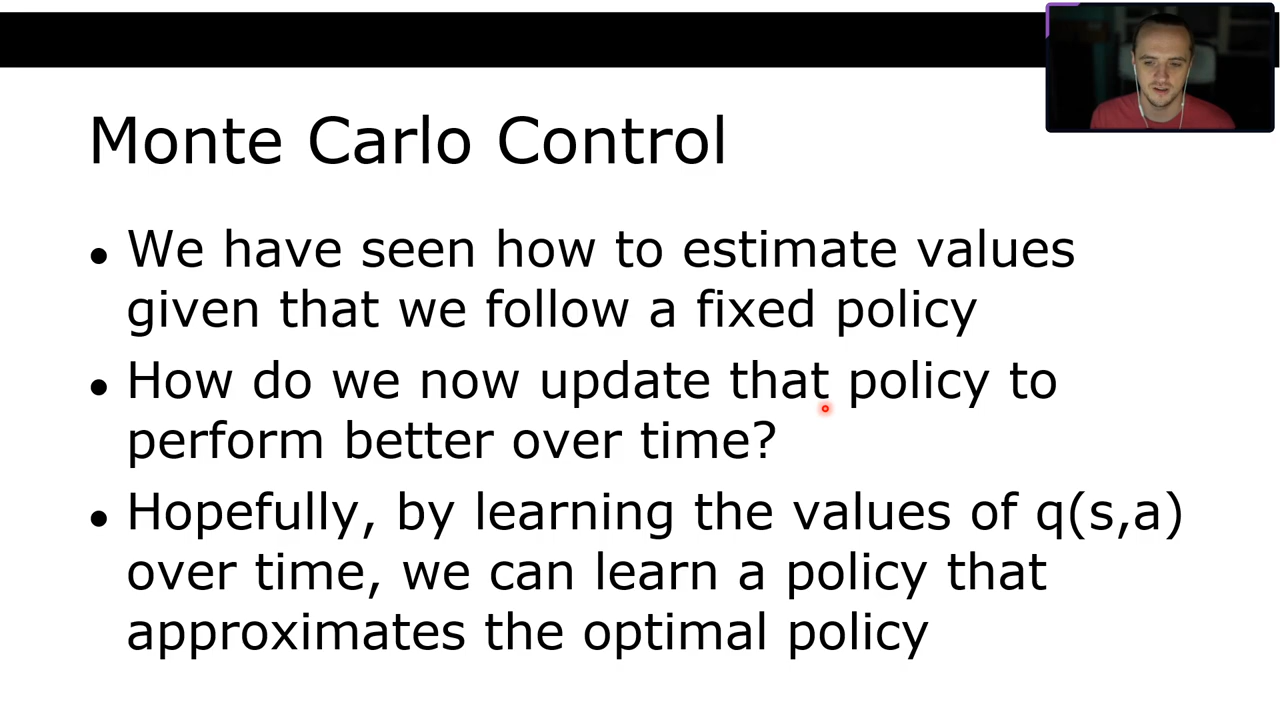 Monte Carlo Control
● We have seen how to estimate values
given that we follow a fixed policy
● How do we now update that policy to
perform better over time?
● Hopefully, by learning the values of q(s,a)
over time, we can learn a policy that
approximates the optimal policy